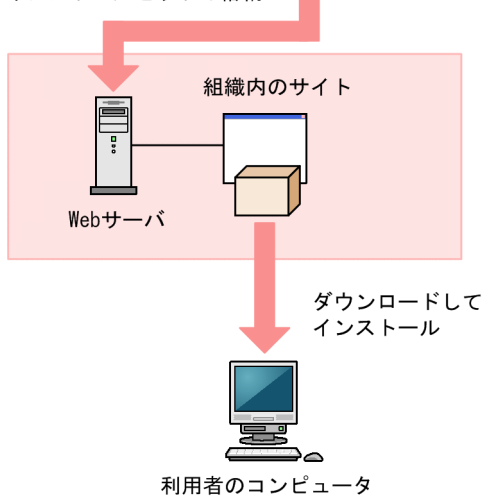 組織内のサイト
Webサーバ
ダウンロードして
インストール
利用者のコンピュータ